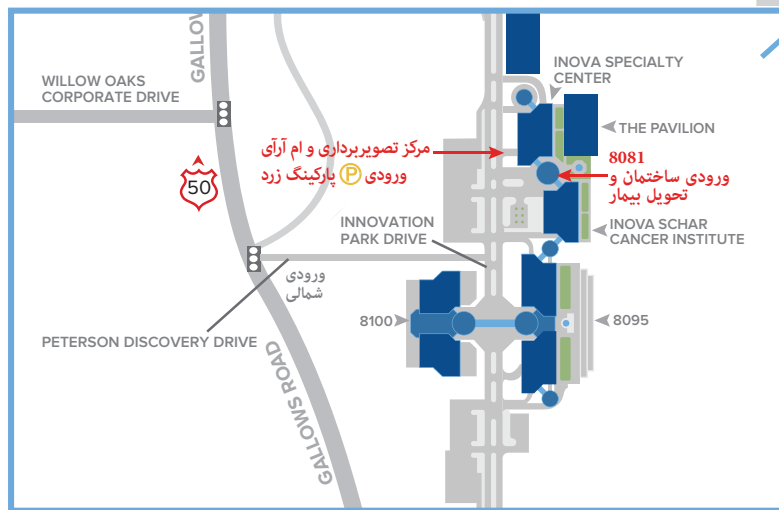 GALLOW
WILLOW OAKS
CORPORATE DRIVE
INOVA SPECIALTY
CENTER
THE PAVILION
مرکز تصویربرداری و ام آرآی
ورودی P پارکینگ زرد
8081
ورودی ساختمان و
تحویل بیمار
50
INNOVATION
PARK DRIVE
INOVA SCHAR
CANCER INSTITUTE
ورودی
شمالی
8100
8095
PETERSON DISCOVERY DRIVE
GALLOWS ROAD